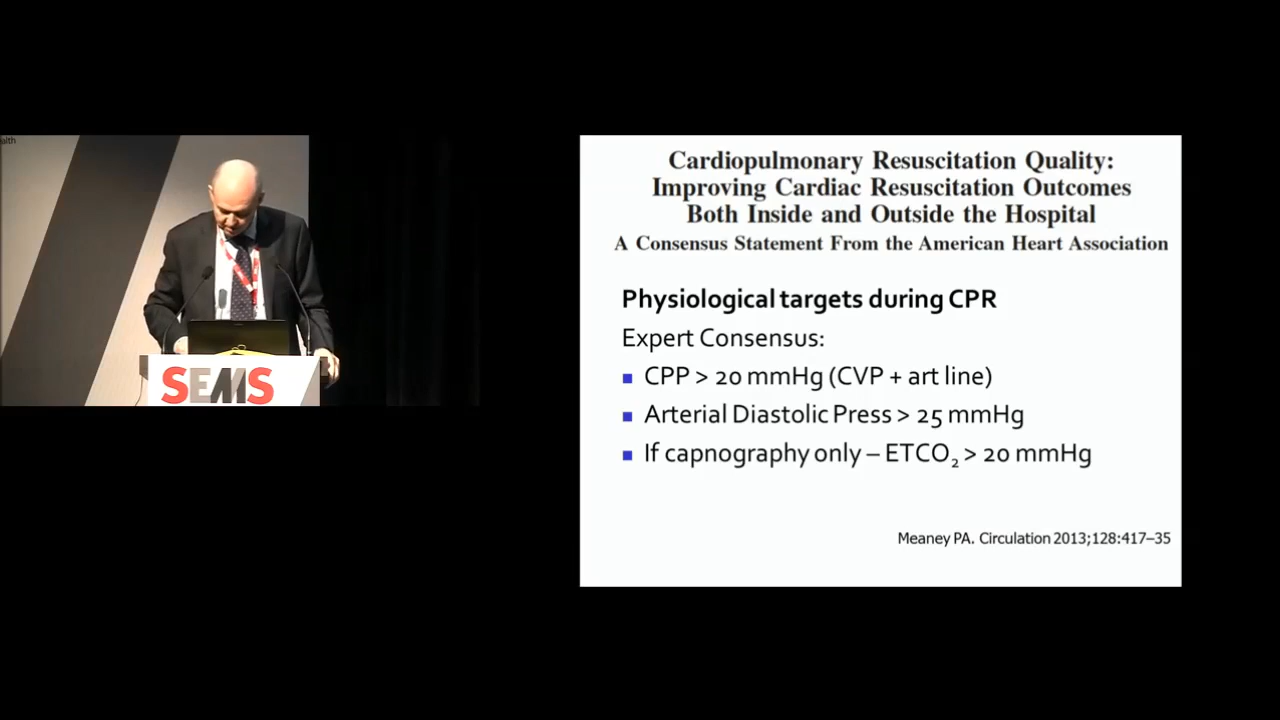 alth
SEMS
Cardiopulmonary Resuscitation Quality:
Improving Cardiac Resuscitation Outcomes
Both Inside and Outside the Hospital
A Consensus Statement From the American Heart Association
Physiological targets during CPR
Expert Consensus:
▪ CPP > 20 mmHg (CVP + art line)
▪ Arterial Diastolic Press > 25 mmHg
▪ If capnography only – ETCO₂ > 20 mmHg
Meaney PA. Circulation 2013;128:417–35